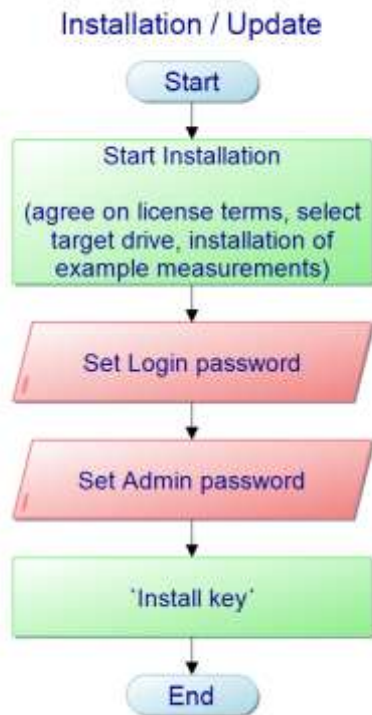 Installation / Update
Start
Start Installation
(agree on license terms, select
target drive, installation of
example measurements)
Set Login password
Set Admin password
`Install key´
End